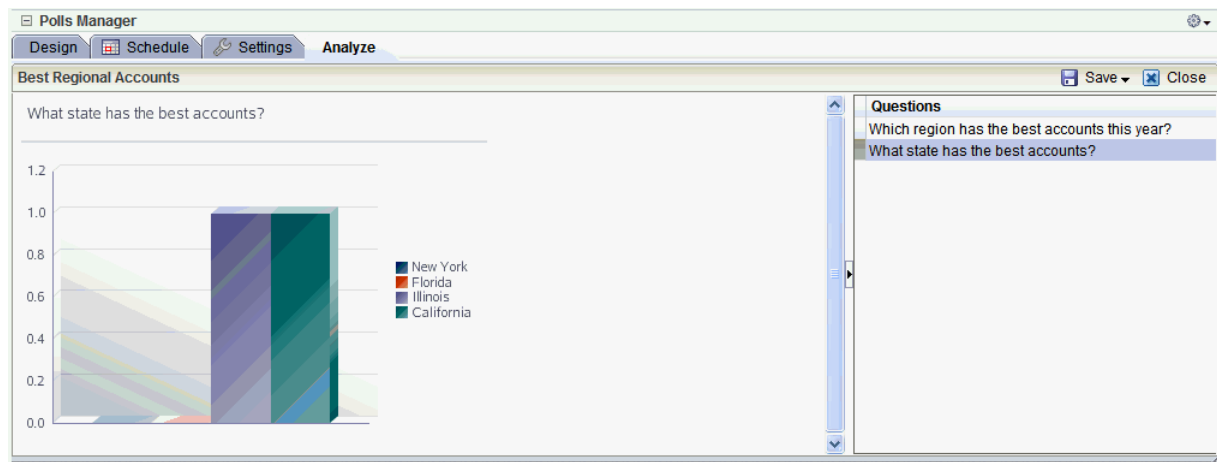 Polls Manager
Design Schedule Settings Analyze
Best Regional Accounts Save Close
What state has the best accounts?
1.2
1.0
0.8
0.6
0.4
0.2
0.0
New York
Florida
Illinois
California
Questions
Which region has the best accounts this year?
What state has the best accounts?